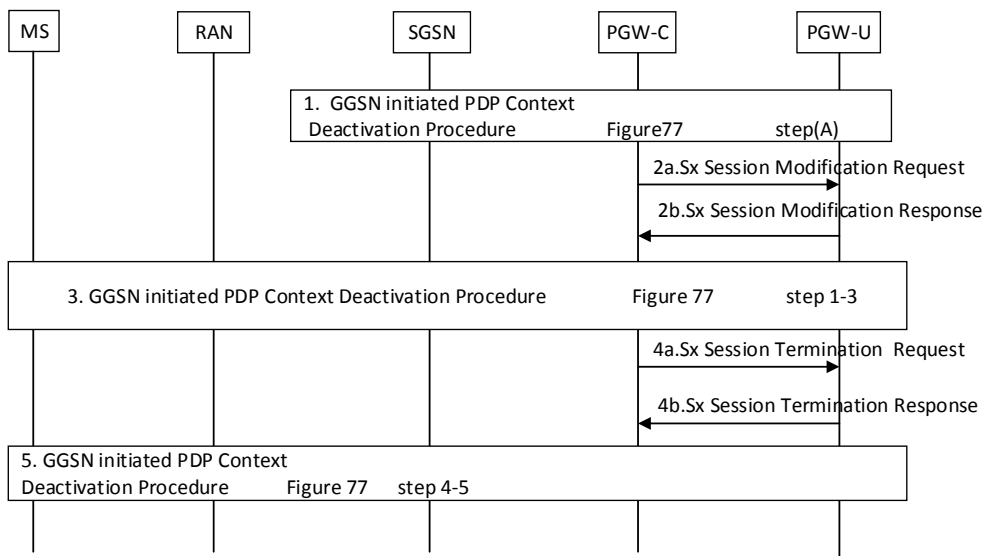 MS
RAN
SGSN
PGW-C
PGW-U
1. GGSN initiated PDP Context
Deactivation Procedure Figure77 step(A)
2a.Sx Session Modification Request
2b.Sx Session Modification Response
3. GGSN initiated PDP Context Deactivation Procedure Figure 77 step 1-3
4a.Sx Session Termination Request
4b.Sx Session Termination Response
5. GGSN initiated PDP Context
Deactivation Procedure Figure 77 step 4-5